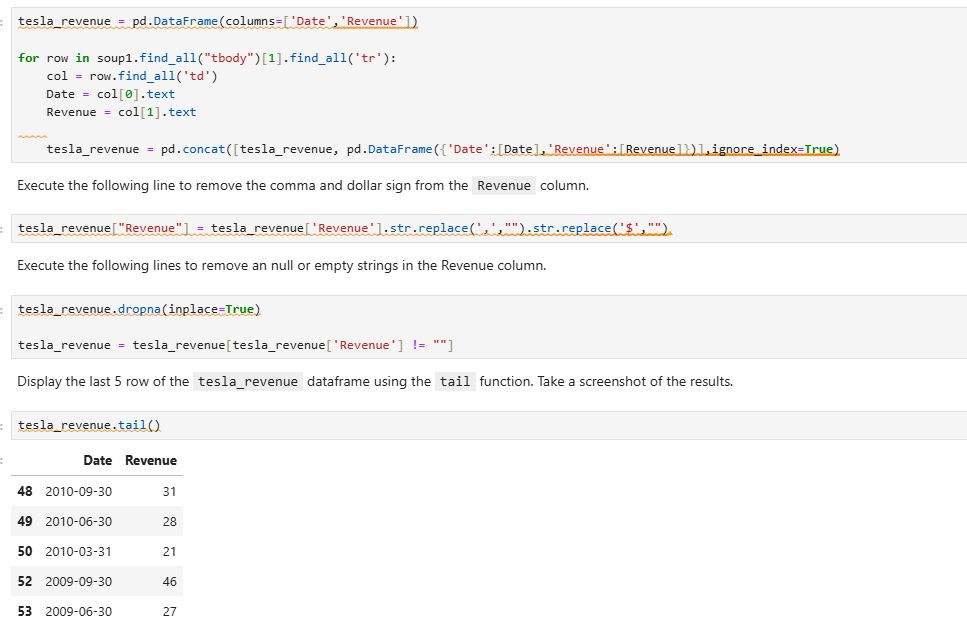 tesla_revenue = pd.DataFrame(columns=['Date','Revenue'])
for row in soup1.find_all("tbody")[1].find_all('tr'):
    col = row.find_all('td')
    Date = col[0].text
    Revenue = col[1].text
    tesla_revenue = pd.concat([tesla_revenue, pd.DataFrame({'Date':[Date],'Revenue':[Revenue]})],ignore_index=True)
Execute the following line to remove the comma and dollar sign from the Revenue column.
tesla_revenue["Revenue"] = tesla_revenue['Revenue'].str.replace(',',"").str.replace('$',"")
Execute the following lines to remove an null or empty strings in the Revenue column.
tesla_revenue.dropna(inplace=True)
tesla_revenue = tesla_revenue[tesla_revenue['Revenue'] != ""]
Display the last 5 row of the tesla_revenue dataframe using the tail function. Take a screenshot of the results.
tesla_revenue.tail()
Date Revenue
48 2010-09-30 31
49 2010-06-30 28
50 2010-03-31 21
52 2009-09-30 46
53 2009-06-30 27